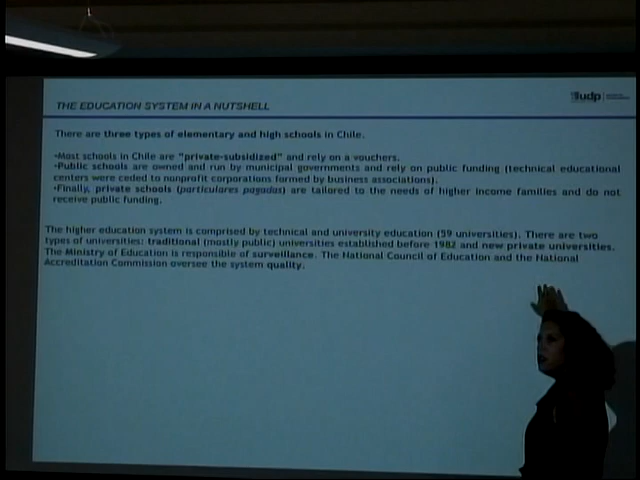 THE EDUCATION SYSTEM IN A NUTSHELL
udp
There are three types of elementary and high schools in Chile.
•Most schools in Chile are "private-subsidized" and rely on a vouchers.
•Public schools are owned and run by municipal governments and rely on public funding (technical educational
centers were ceded to nonprofit corporations formed by business associations).
•Finally, private schools (particulares pagados) are tailored to the needs of higher income families and do not
receive public funding.
The higher education system is comprised by technical and university education (59 universities). There are two
types of universities: traditional (mostly public) universities established before 1982 and new private universities.
The Ministry of Education is responsible of surveillance. The National Council of Education and the National
Accreditation Commission oversee the system quality.